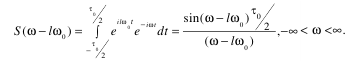 S(ω−lω₀) = ∫_{−τ₀/2}^{τ₀/2} e^{ilω₀t} e^{−iωt} dt = sin(ω−lω₀)τ₀/2 / (ω−lω₀), −∞ < ω < ∞.